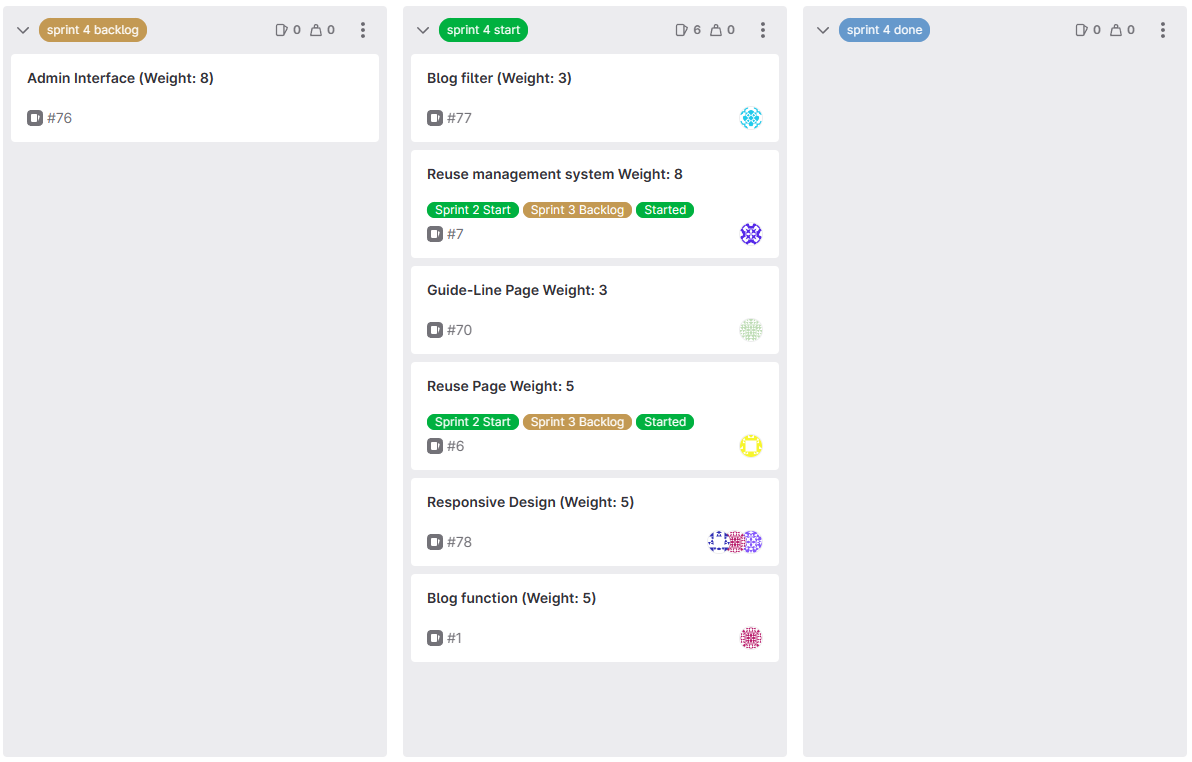 sprint 4 backlog 0 0
Admin Interface (Weight: 8)
#76
sprint 4 start 6 0
Blog filter (Weight: 3)
#77
Reuse management system Weight: 8
Sprint 2 Start Sprint 3 Backlog Started
#7
Guide-Line Page Weight: 3
#70
Reuse Page Weight: 5
Sprint 2 Start Sprint 3 Backlog Started
#6
Responsive Design (Weight: 5)
#78
Blog function (Weight: 5)
#1
sprint 4 done 0 0